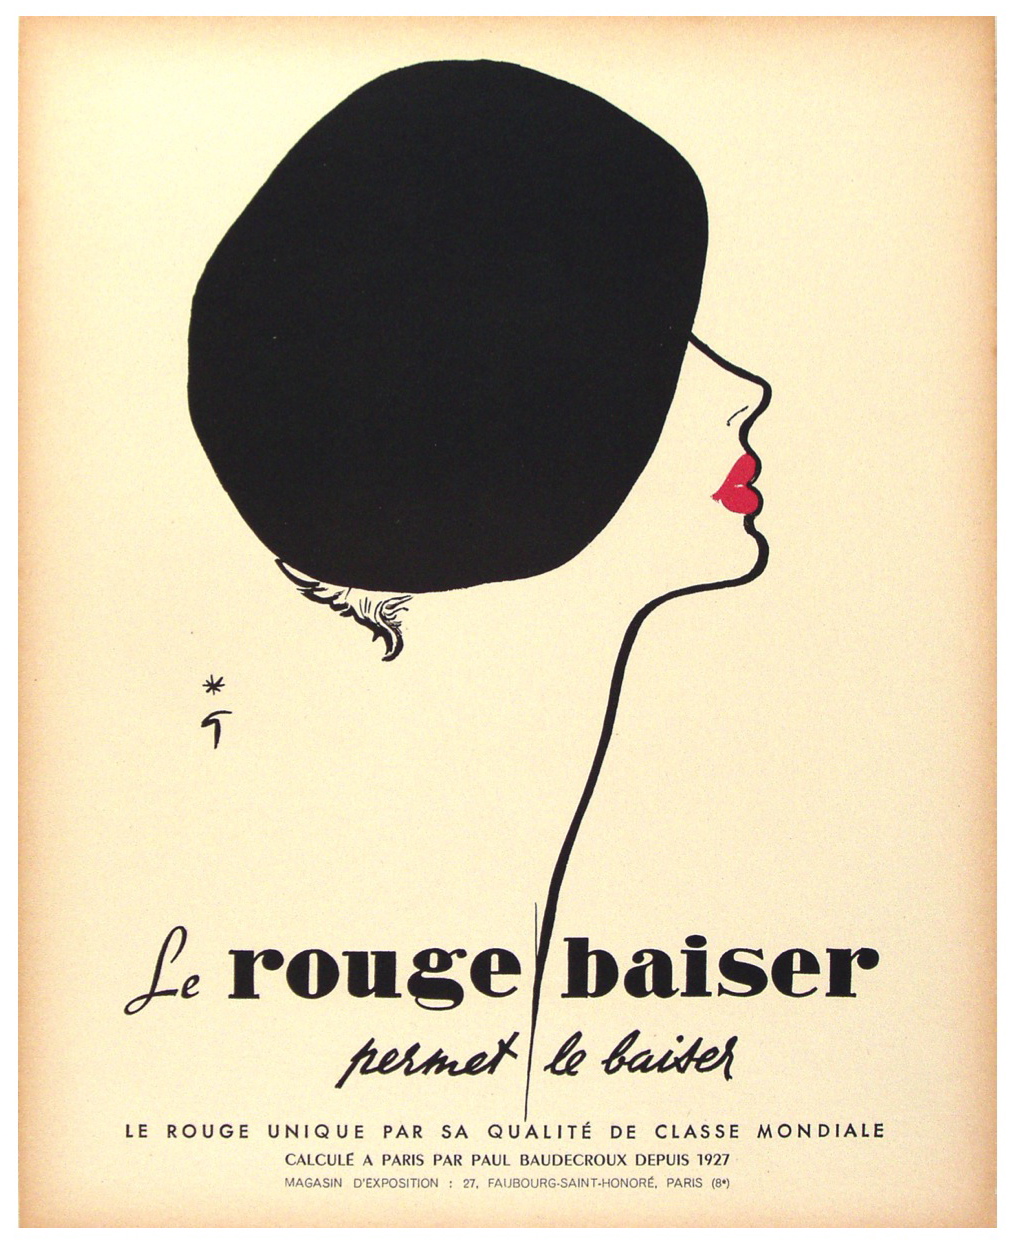 Le rouge baiser
permet le baiser
LE ROUGE UNIQUE PAR SA QUALITÉ DE CLASSE MONDIALE
CALCULÉ A PARIS PAR PAUL BAUDECROUX DEPUIS 1927
MAGASIN D'EXPOSITION : 27, FAUBOURG-SAINT-HONORÉ, PARIS (8e)